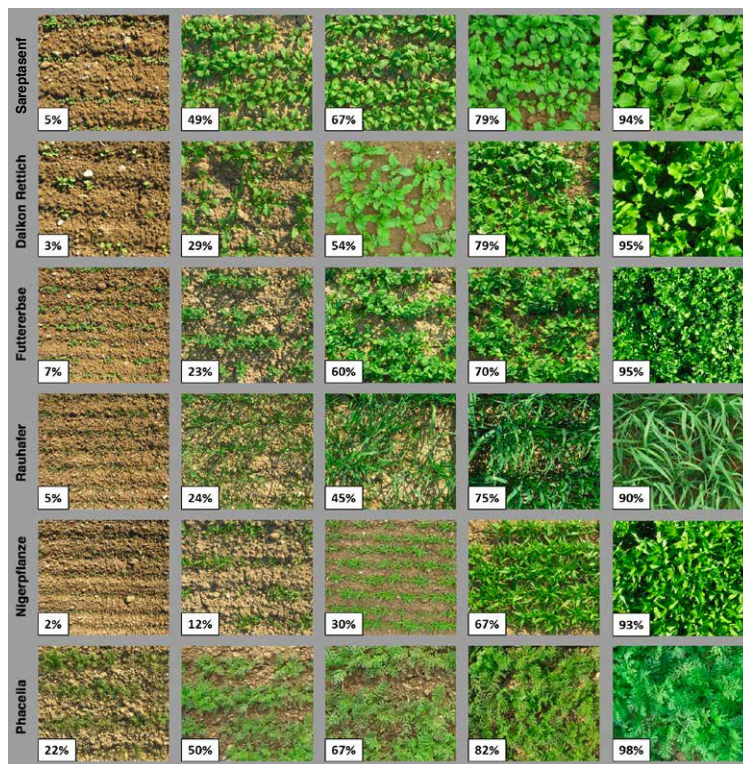 Sareptasenf
5% 49% 67% 79% 94%
Daikon Rettich
3% 29% 54% 79% 95%
Futtererbse
7% 23% 60% 70% 95%
Rauhafer
5% 24% 45% 75% 90%
Nigerpflanze
2% 12% 30% 67% 93%
Phacelia
22% 50% 67% 82% 98%